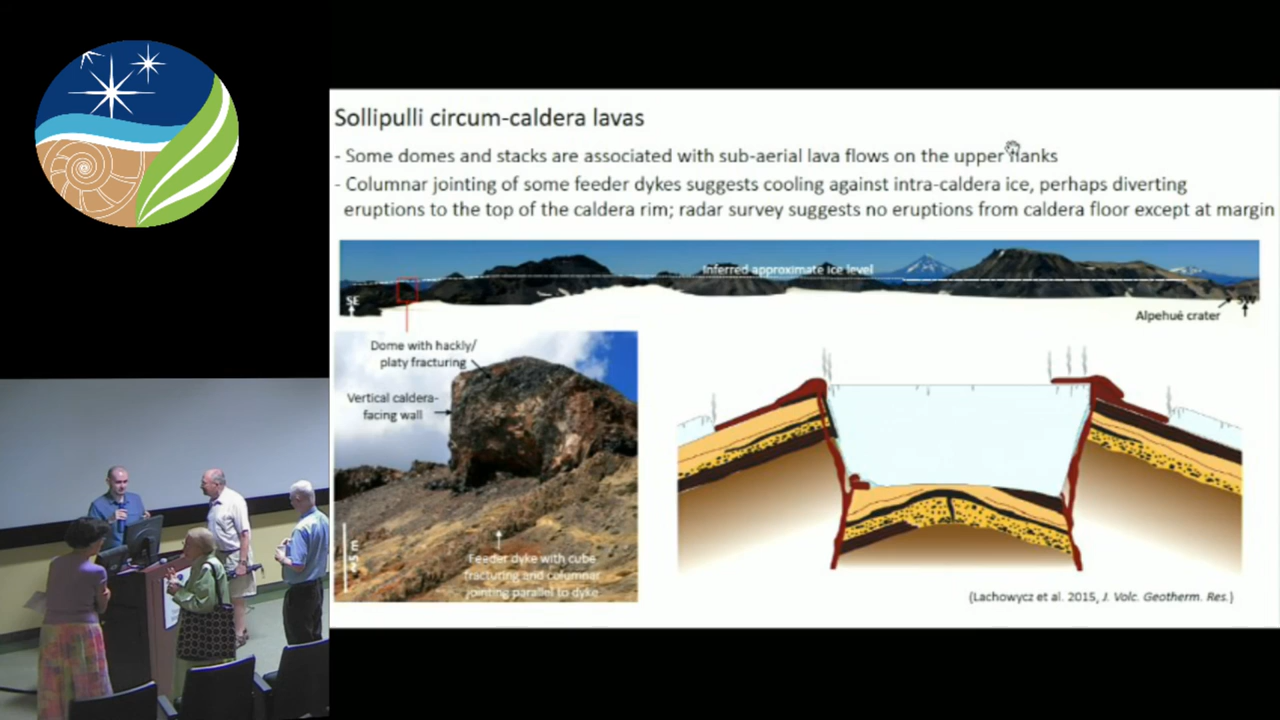 Sollipulli circum-caldera lavas
- Some domes and stacks are associated with sub-aerial lava flows on the upper flanks
- Columnar jointing of some feeder dykes suggests cooling against intra-caldera ice, perhaps diverting
eruptions to the top of the caldera rim; radar survey suggests no eruptions from caldera floor except at margin
Inferred approximate ice level
SE
SW
Alpehué crater
Dome with hackly/
platy fracturing
Vertical caldera-
facing wall
Feeder dyke with cube
fracturing and columnar
jointing parallel to dyke
(Lachowycz et al. 2015, J. Volc. Geotherm. Res.)